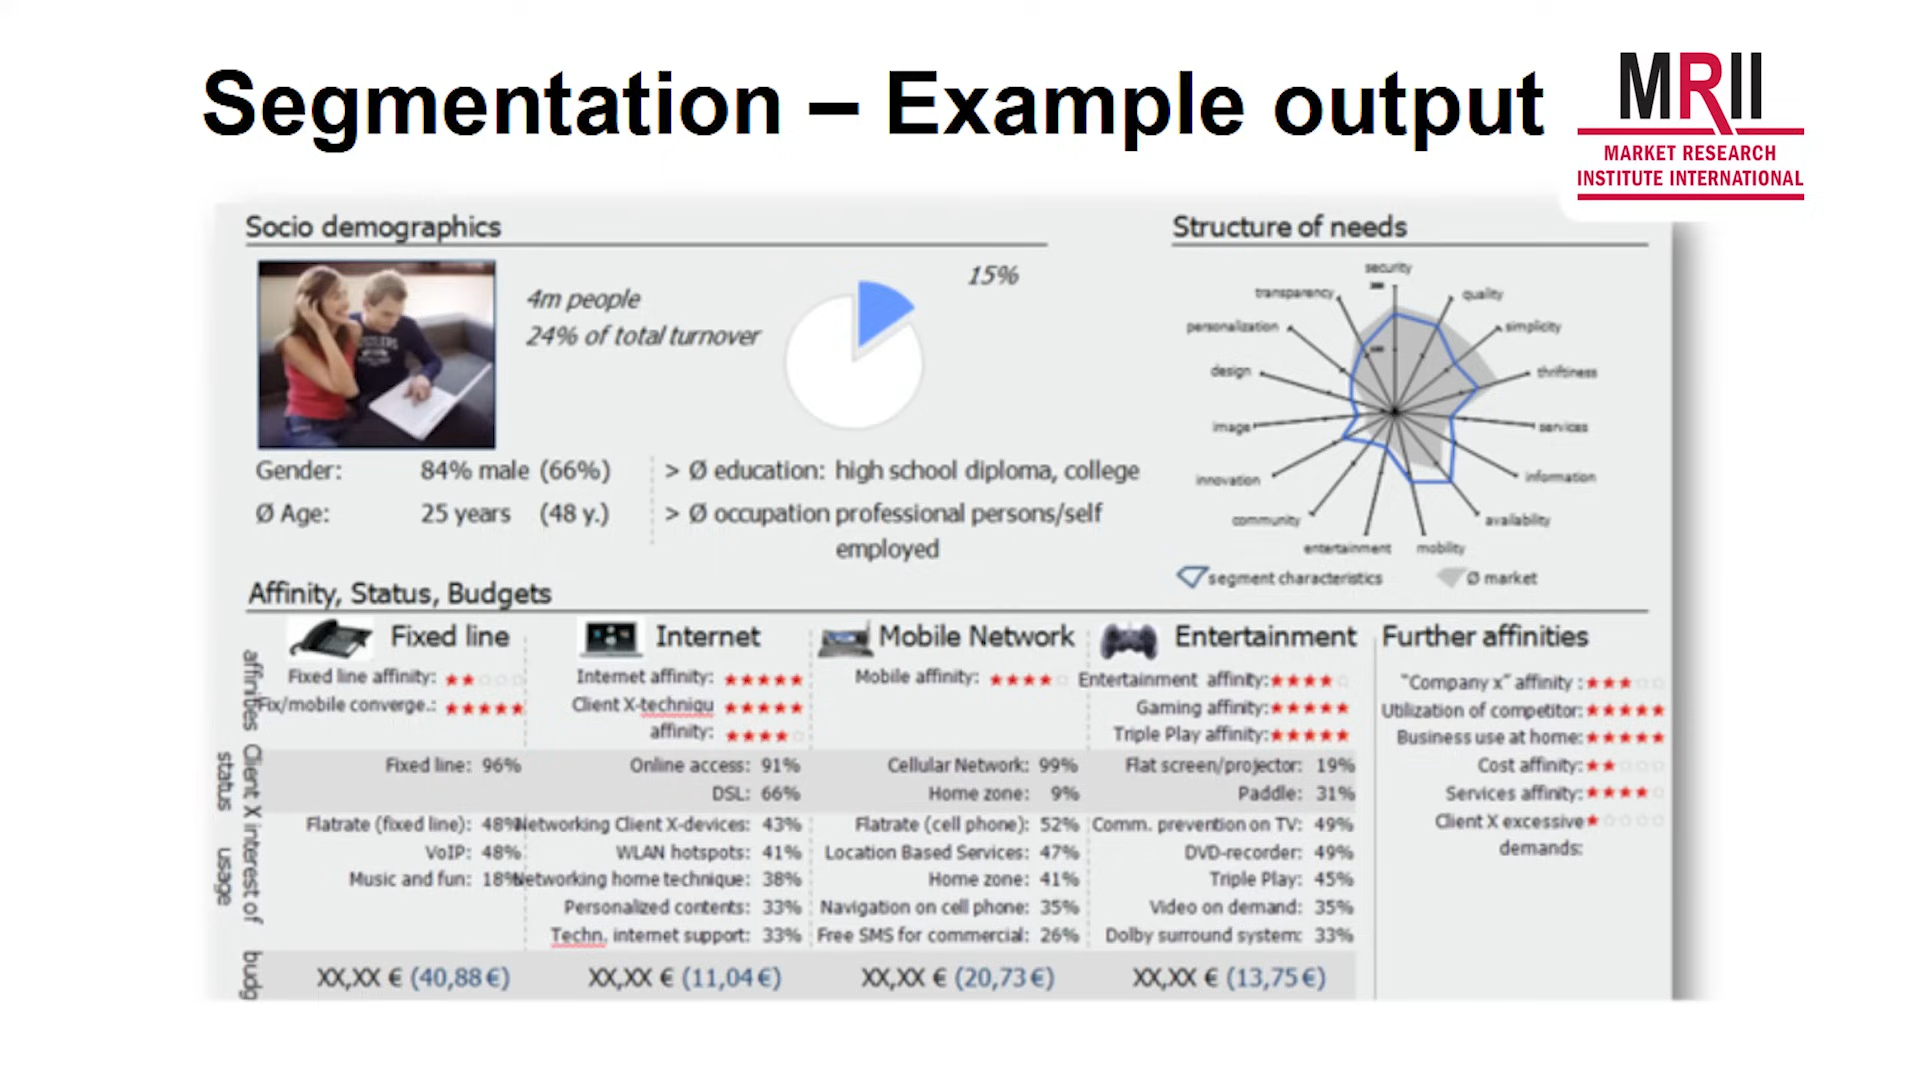 Segmentation – Example output
MRII
MARKET RESEARCH
INSTITUTE INTERNATIONAL
Socio demographics
4m people
24% of total turnover
15%
Gender: 84% male (66%)
Ø Age: 25 years (48 y.)
> Ø education: high school diploma, college
> Ø occupation professional persons/self
employed
Structure of needs
security
quality
simplicity
thriftiness
services
information
availability
mobility
entertainment
community
innovation
image
design
personalization
transparency
segment characteristics
Ø market
Affinity, Status, Budgets
affinities
status
Client X interest of
usage
budg
Fixed line
Fixed line affinity:
Fix/mobile converge.:
Fixed line: 96%
Flatrate (fixed line): 48%
VoIP: 48%
Music and fun: 18%
XX,XX € (40,88 €)
Internet
Internet affinity:
Client X-techniqu
affinity:
Online access: 91%
DSL: 66%
Networking Client X-devices: 43%
WLAN hotspots: 41%
Networking home technique: 38%
Personalized contents: 33%
Techn. internet support: 33%
XX,XX € (11,04 €)
Mobile Network
Mobile affinity:
Cellular Network: 99%
Home zone: 9%
Flatrate (cell phone): 52%
Location Based Services: 47%
Home zone: 41%
Navigation on cell phone: 35%
Free SMS for commercial: 26%
XX,XX € (20,73 €)
Entertainment
Entertainment affinity:
Gaming affinity:
Triple Play affinity:
Flat screen/projector: 19%
Paddle: 31%
Comm. prevention on TV: 49%
DVD-recorder: 49%
Triple Play: 45%
Video on demand: 35%
Dolby surround system: 33%
XX,XX € (13,75 €)
Further affinities
"Company x" affinity :
Utilization of competitor:
Business use at home:
Cost affinity:
Services affinity:
Client X excessive
demands: